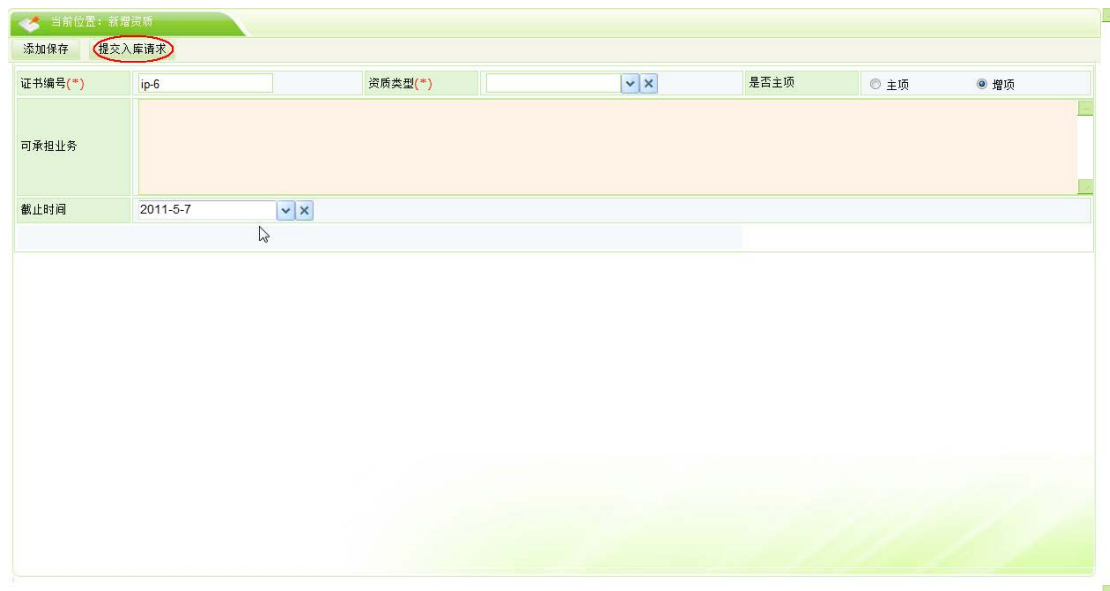 当前位置：新增资质
添加保存 提交入库请求
证书编号(*) ip-6 资质类型(*) 是否主项 主项 增项
可承担业务
截止时间 2011-5-7